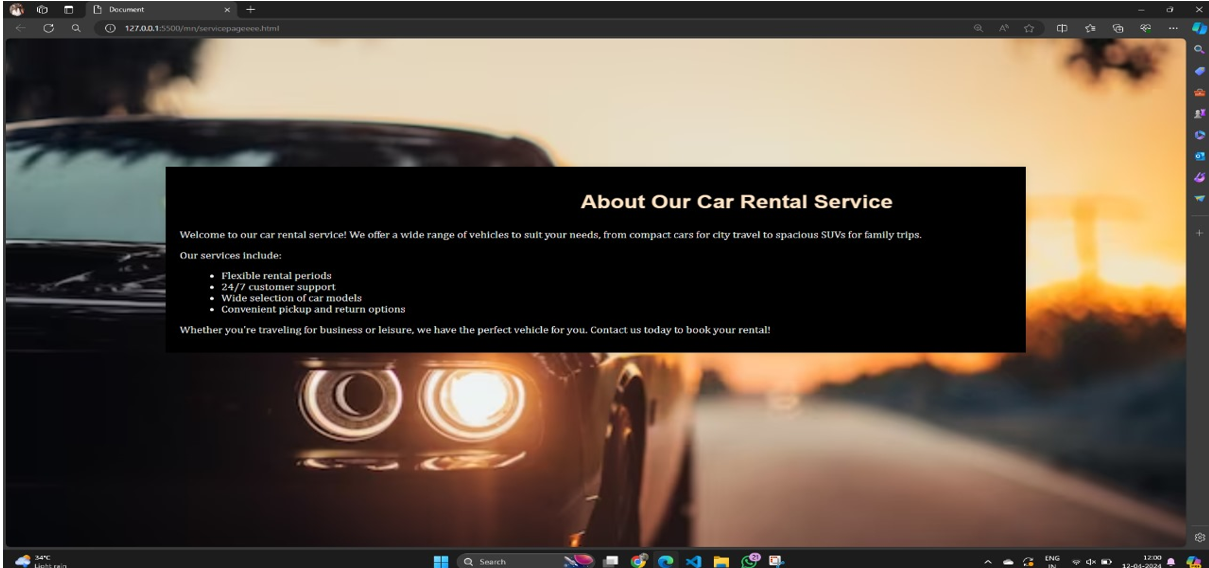 Document
127.0.0.1:5500/mn/servicepageeee.html
About Our Car Rental Service
Welcome to our car rental service! We offer a wide range of vehicles to suit your needs, from compact cars for city travel to spacious SUVs for family trips.
Our services include:
• Flexible rental periods
• 24/7 customer support
• Wide selection of car models
• Convenient pickup and return options
Whether you're traveling for business or leisure, we have the perfect vehicle for you. Contact us today to book your rental!
34°C
Light rain
Search
ENG
IN
12:00
12-04-2024